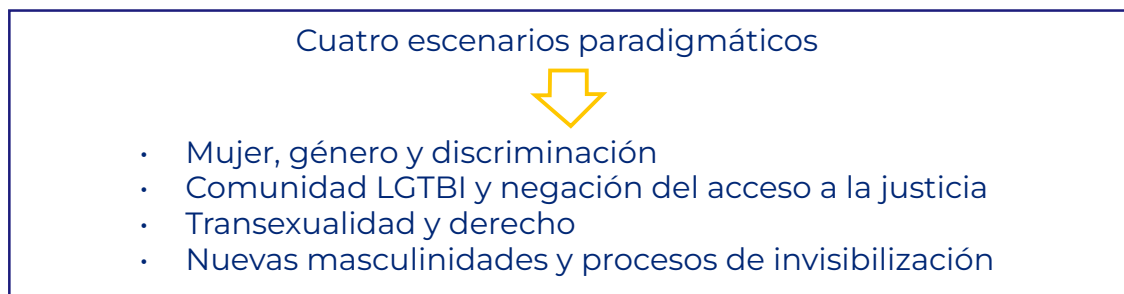 Cuatro escenarios paradigmáticos
• Mujer, género y discriminación
• Comunidad LGTBI y negación del acceso a la justicia
• Transexualidad y derecho
• Nuevas masculinidades y procesos de invisibilización